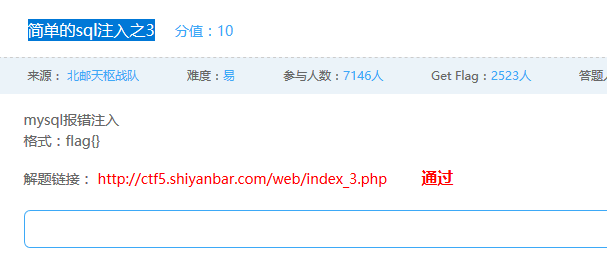 简单的sql注入之3 分值：10
来源： 北邮天枢战队 难度：易 参与人数：7146人 Get Flag：2523人 答题人
mysql报错注入
格式：flag{}
解题链接： http://ctf5.shiyanbar.com/web/index_3.php 通过